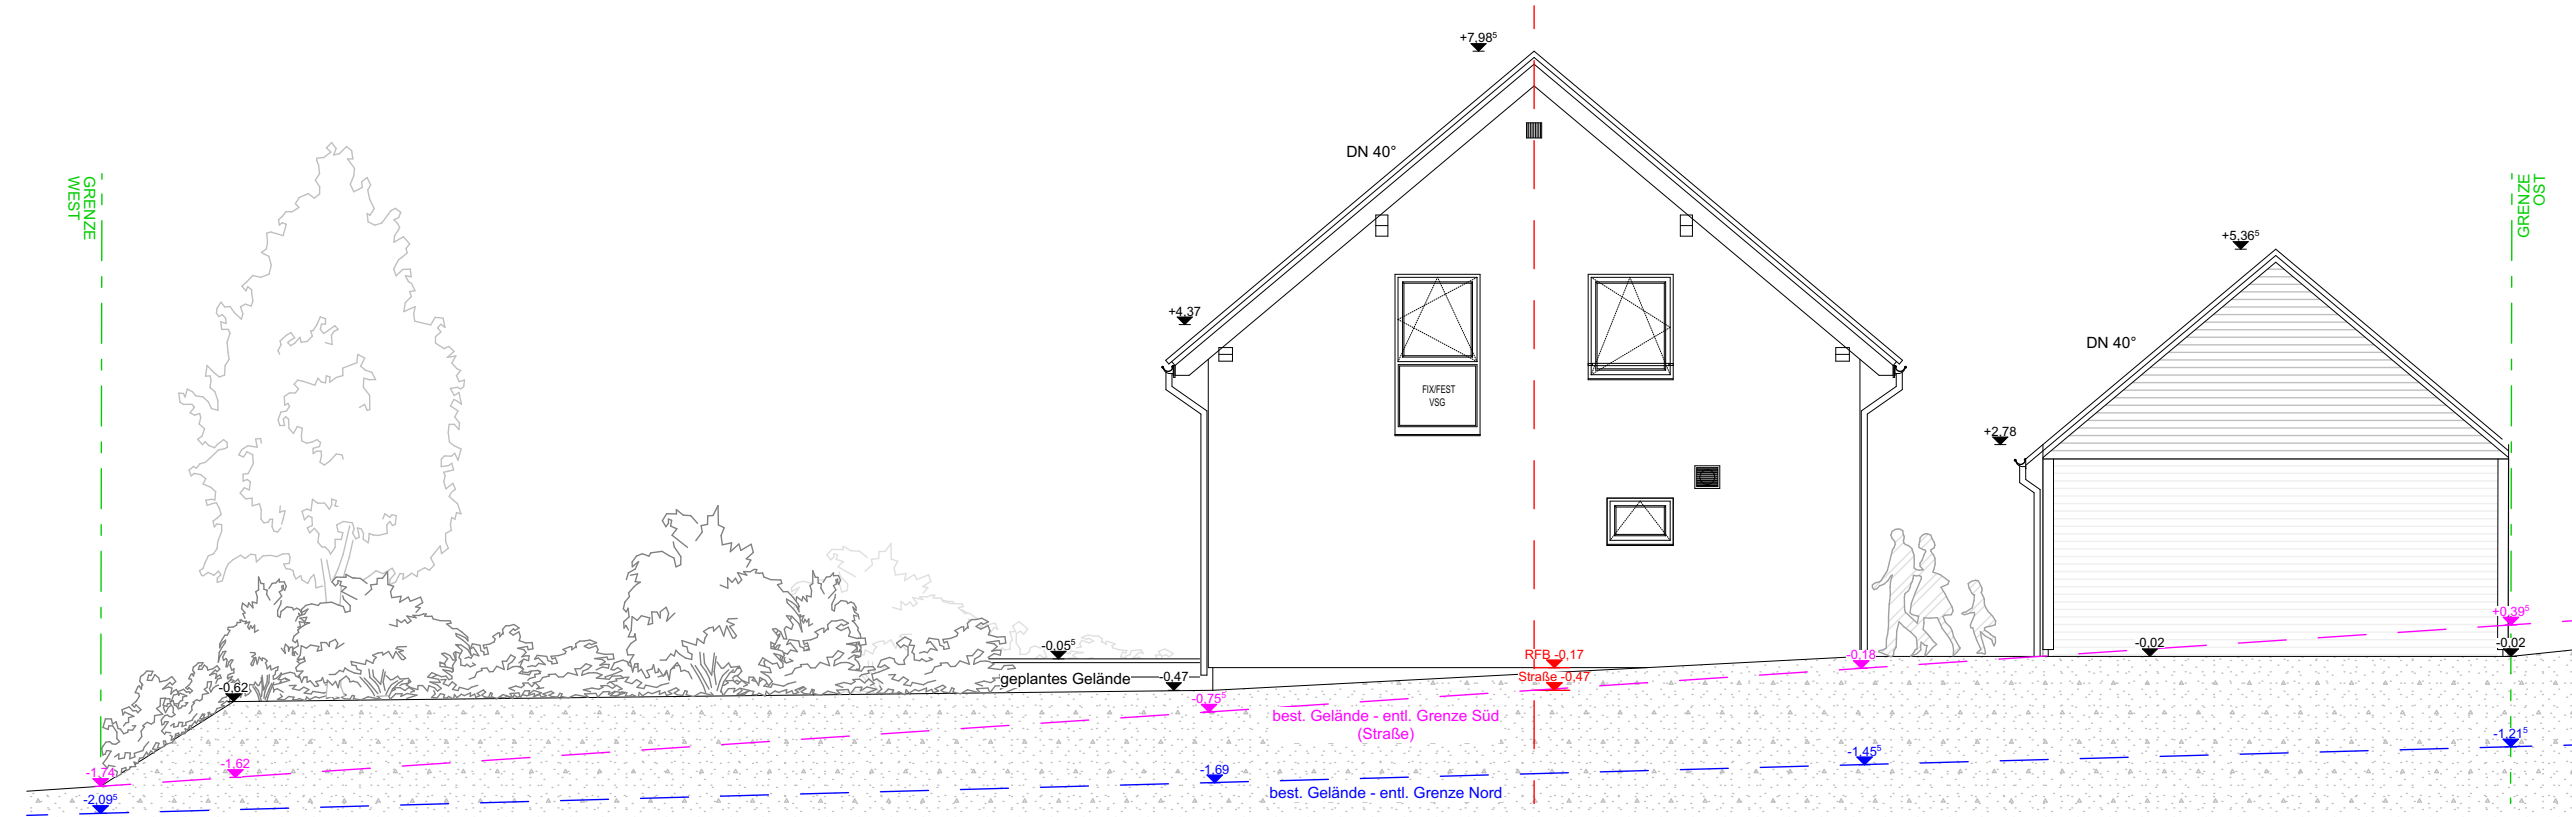 +7,98⁵
DN 40°
GRENZE
WEST
GRENZE
OST
+5,36⁵
+4,37
DN 40°
FIX/FEST
VSG
+2,78
+0,39⁵
-0,05⁵
RFB -0,17
-0,18
-0,02
-0,02
geplantes Gelände
-0,47
Straße -0,47
-0,62
-0,75⁵
best. Gelände - entl. Grenze Süd
(Straße)
-1,21⁵
-1,45⁵
-1,74
-1,62
-1,69
best. Gelände - entl. Grenze Nord
-2,09⁵